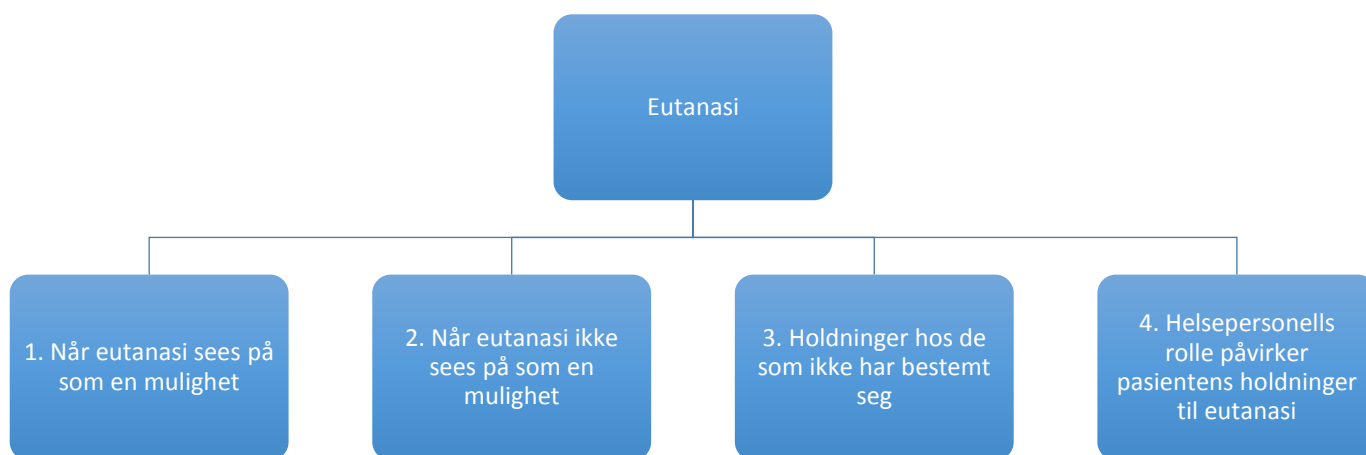 Eutanasi
1. Når eutanasi sees på
som en mulighet
2. Når eutanasi ikke
sees på som en
mulighet
3. Holdninger hos de
som ikke har bestemt
seg
4. Helsepersonells
rolle påvirker
pasientens holdninger
til eutanasi